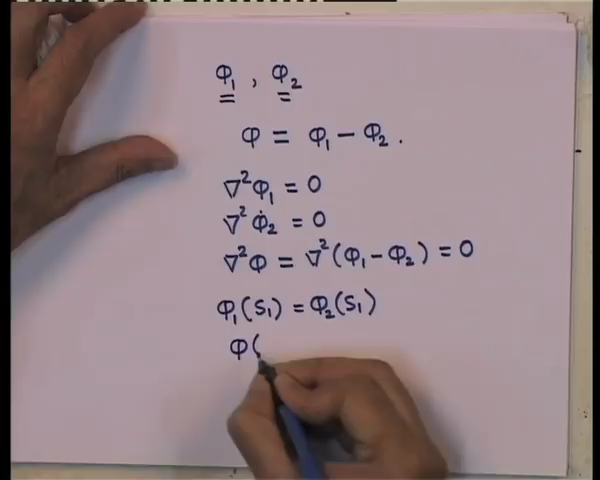 φ₁ , φ₂
φ = φ₁ − φ₂ .
∇²φ₁ = 0
∇²φ₂ = 0
∇²φ = ∇²(φ₁ − φ₂) = 0
φ₁(S₁) = φ₂(S₁)
φ(